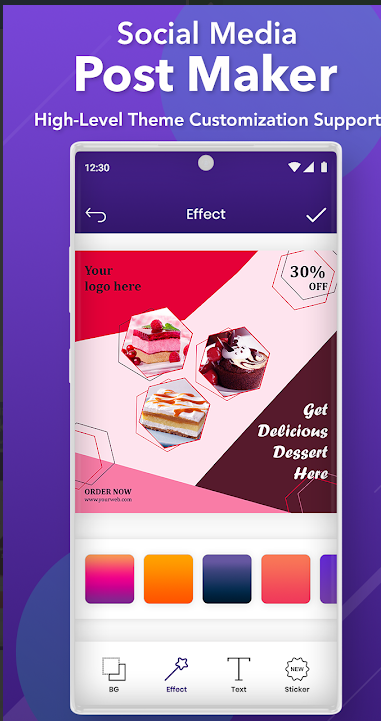 Social Media
Post Maker
High-Level Theme Customization Support
12:30
Effect
Your
logo here
30%
OFF
Get
Delicious
Dessert
Here
ORDER NOW
www.yourweb.com
BG
Effect
Text
NEW
Sticker